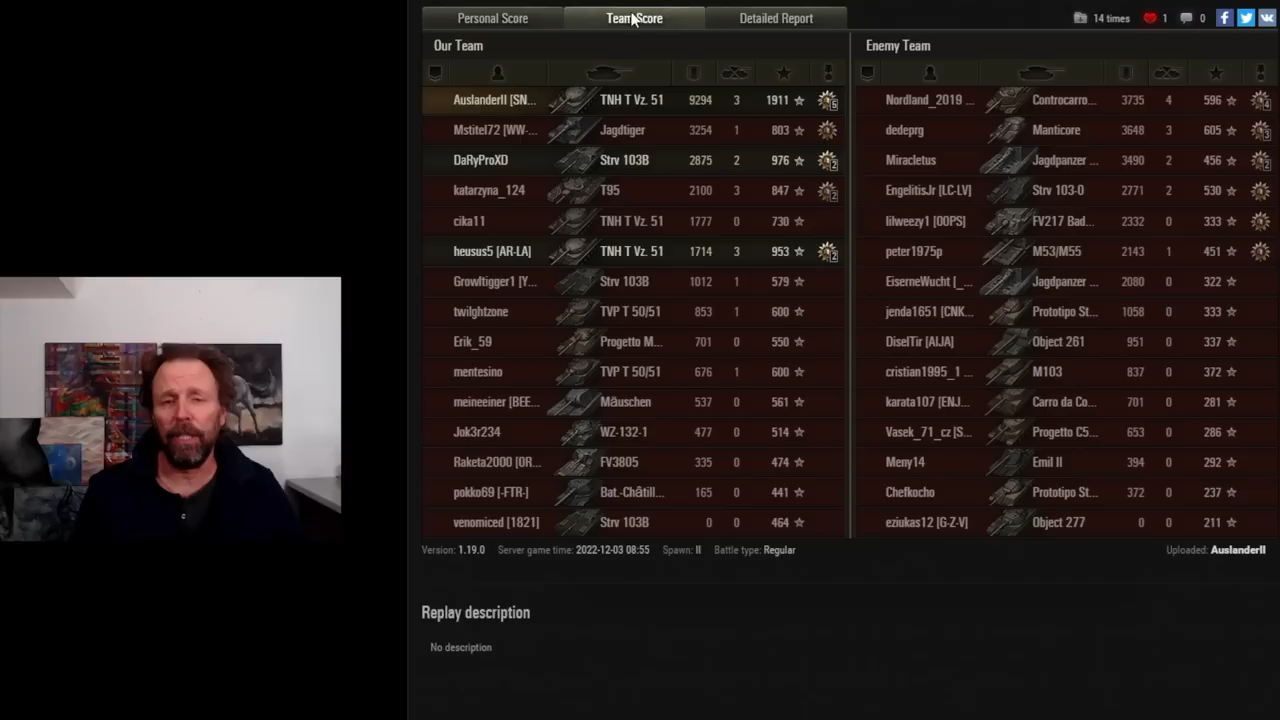 Personal Score Team Score Detailed Report 14 times 1 0
Our Team Enemy Team
AuslanderII [SN... TNH T Vz. 51 9294 3 1911 5 Nordland_2019 ... Controcarro... 3735 4 596 4
Mstitel72 [WW-... Jagdtiger 3254 1 803 dedeprg Manticore 3648 3 605 3
DaRyProXD Strv 103B 2875 2 976 2 Miracletus Jagdpanzer ... 3490 2 456 2
katarzyna_124 T95 2100 3 847 2 EngelitisJr [LC-LV] Strv 103-0 2771 2 530
cika11 TNH T Vz. 51 1777 0 730 lilweezy1 [OOPS] FV217 Bad... 2332 0 333
heusus5 [AR-LA] TNH T Vz. 51 1714 3 953 2 peter1975p M53/M55 2143 1 451
Growltigger1 [Y... Strv 103B 1012 1 579 EiserneWucht [_... Jagdpanzer ... 2080 0 322
twilghtzone TVP T 50/51 853 1 600 jenda1651 [CNK... Prototipo St... 1058 0 333
Erik_59 Progetto M... 701 0 550 DiselTir [AIJA] Object 261 951 0 337
mentesino TVP T 50/51 676 1 600 cristian1995_1 ... M103 837 0 372
meineeiner [BEE... Mäuschen 537 0 561 karata107 [ENJ... Carro da Co... 701 0 281
Jok3r234 WZ-132-1 477 0 514 Vasek_71_cz [S... Progetto C5... 653 0 286
Raketa2000 [OR... FV3805 335 0 474 Meny14 Emil II 394 0 292
pokko69 [-FTR-] Bat.-Châtill... 165 0 441 Chefkocho Prototipo St... 372 0 237
venomiced [1821] Strv 103B 0 0 464 eziukas12 [G-Z-V] Object 277 0 0 211
Version: 1.19.0 Server game time: 2022-12-03 08:55 Spawn: II Battle type: Regular Uploaded: AuslanderII
Replay description
No description